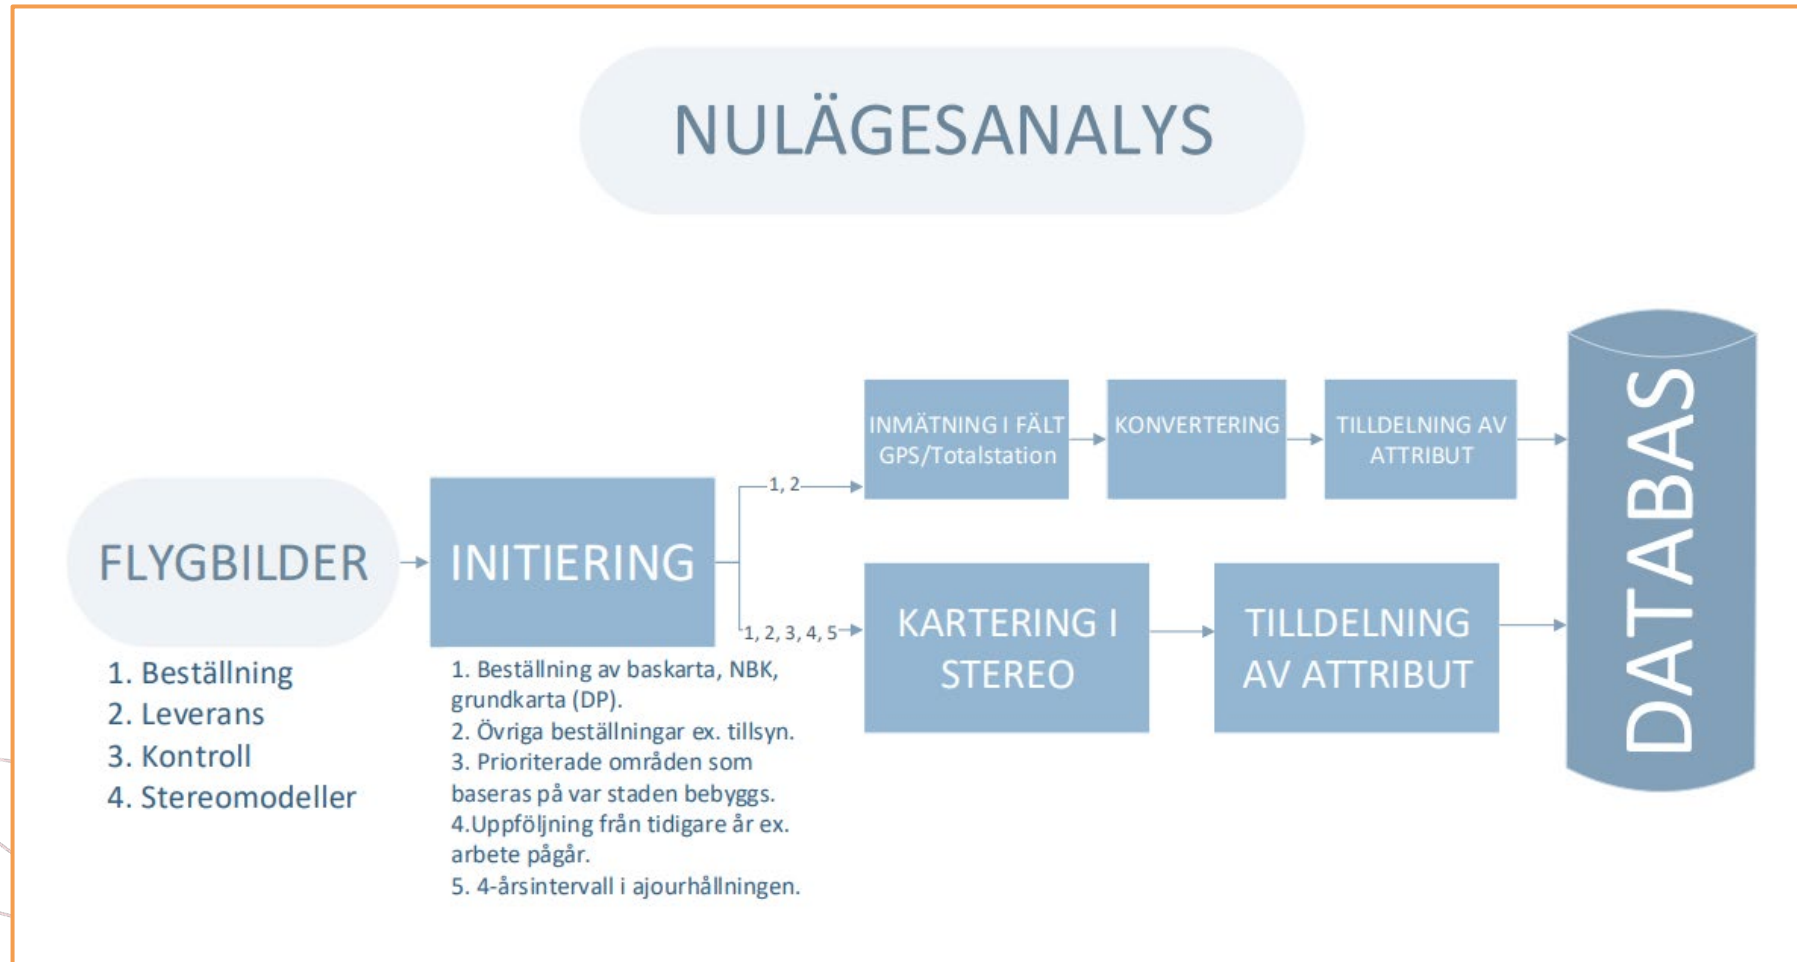 NULÄGESANALYS
FLYGBILDER
1. Beställning
2. Leverans
3. Kontroll
4. Stereomodeller
INITIERING
1. Beställning av baskarta, NBK,
grundkarta (DP).
2. Övriga beställningar ex. tillsyn.
3. Prioriterade områden som
baseras på var staden bebyggs.
4.Uppföljning från tidigare år ex.
arbete pågår.
5. 4-årsintervall i ajourhållningen.
1, 2
INMÄTNING I FÄLT
GPS/Totalstation
KONVERTERING
TILLDELNING AV
ATTRIBUT
1, 2, 3, 4, 5
KARTERING I
STEREO
TILLDELNING
AV ATTRIBUT
DATABAS